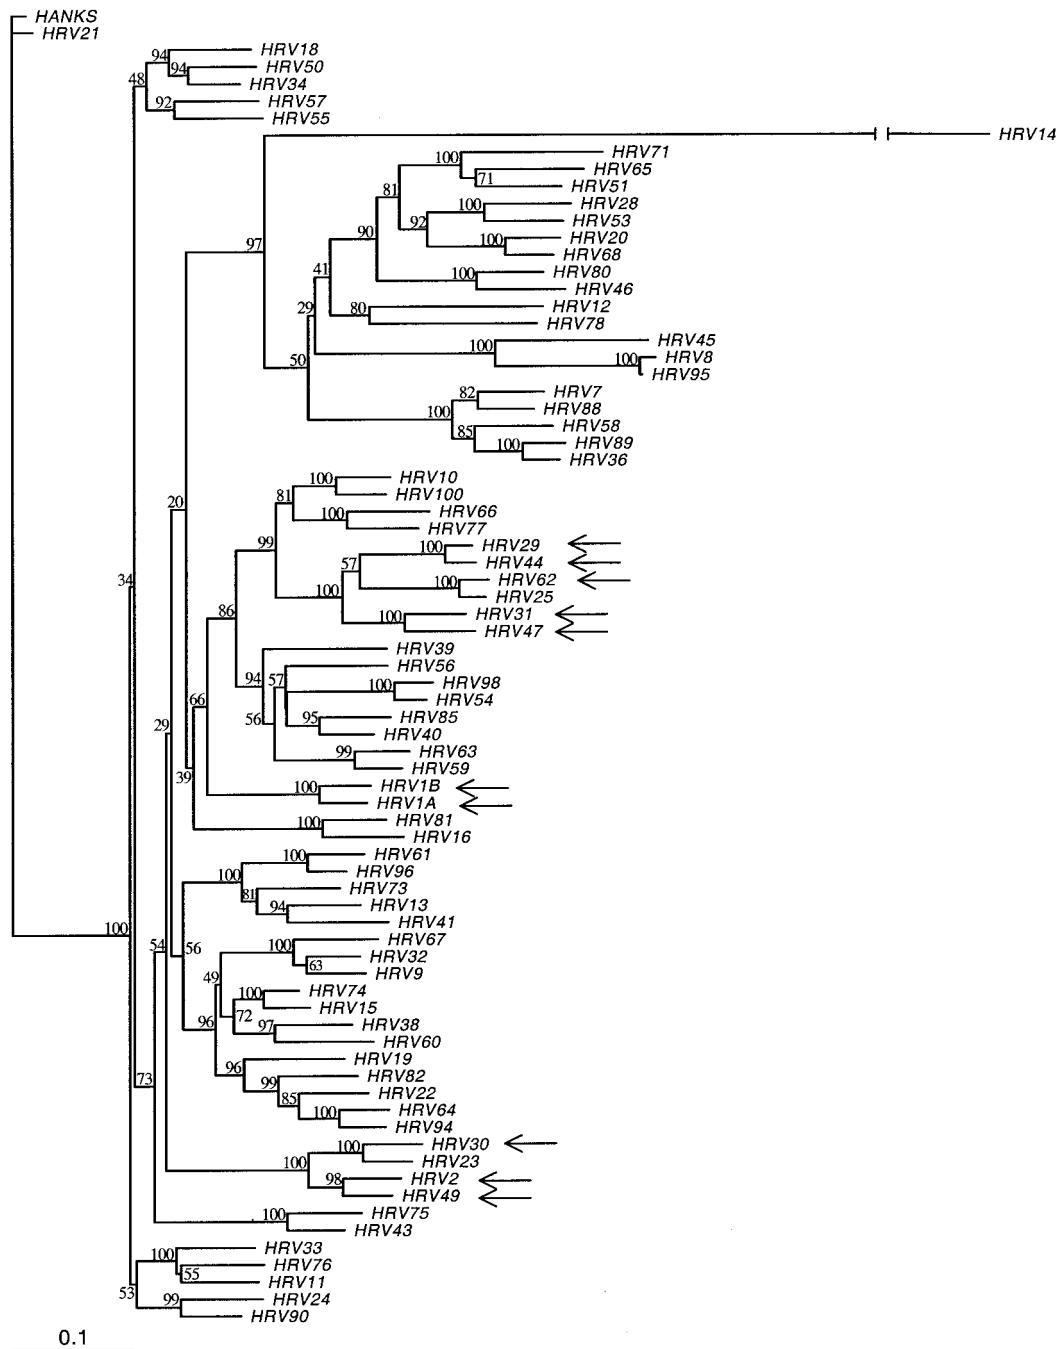 HANKS
HRV21
HRV18
94
HRV50
94
48
HRV34
HRV57
92
HRV55
HRV14
HRV71
100
HRV65
71
HRV51
81
HRV28
100
HRV53
92
HRV20
90
100
97
HRV68
HRV80
41
100
HRV46
HRV12
29
80
HRV78
HRV45
HRV8
50
100
100
HRV95
HRV7
82
HRV88
100
HRV58
85
HRV89
100
HRV36
HRV10
100
81
HRV100
20
HRV66
100
HRV77
99
HRV29
100
HRV44
57
34
HRV62
100
100
HRV25
86
HRV31
100
HRV47
HRV39
HRV56
94
57
HRV98
100
66
HRV54
56
95
HRV85
29
HRV40
99
HRV63
39
HRV59
100
HRV1B
HRV1A
HRV81
100
HRV16
100
HRV61
100
HRV96
81
HRV73
94
HRV13
100
HRV41
54
56
100
HRV67
HRV32
63
49
HRV9
100
HRV74
72
HRV15
96
97
HRV38
HRV60
96
HRV19
73
99
HRV82
85
HRV22
100
HRV64
HRV94
100
HRV30
100
HRV23
98
HRV2
HRV49
100
HRV75
HRV43
100
HRV33
HRV76
55
53
HRV11
99
HRV24
HRV90
0.1